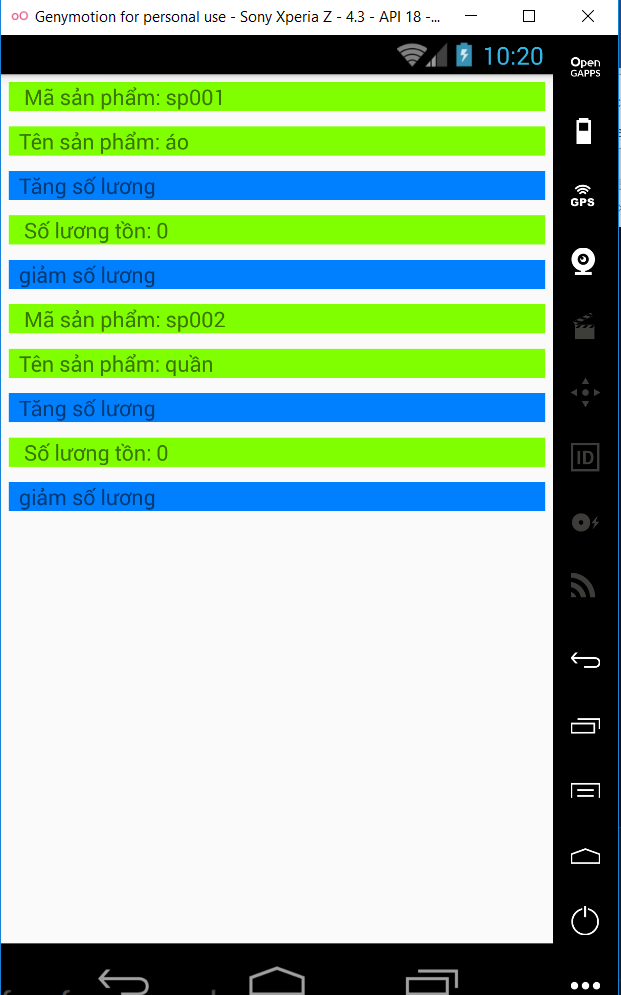 Genymotion for personal use - Sony Xperia Z - 4.3 - API 18 -...
10:20
Open
GAPPS
Mã sản phẩm: sp001
Tên sản phẩm: áo
Tăng số lương
GPS
Số lương tồn: 0
giảm số lương
Mã sản phẩm: sp002
Tên sản phẩm: quần
Tăng số lương
Số lương tồn: 0
ID
giảm số lương